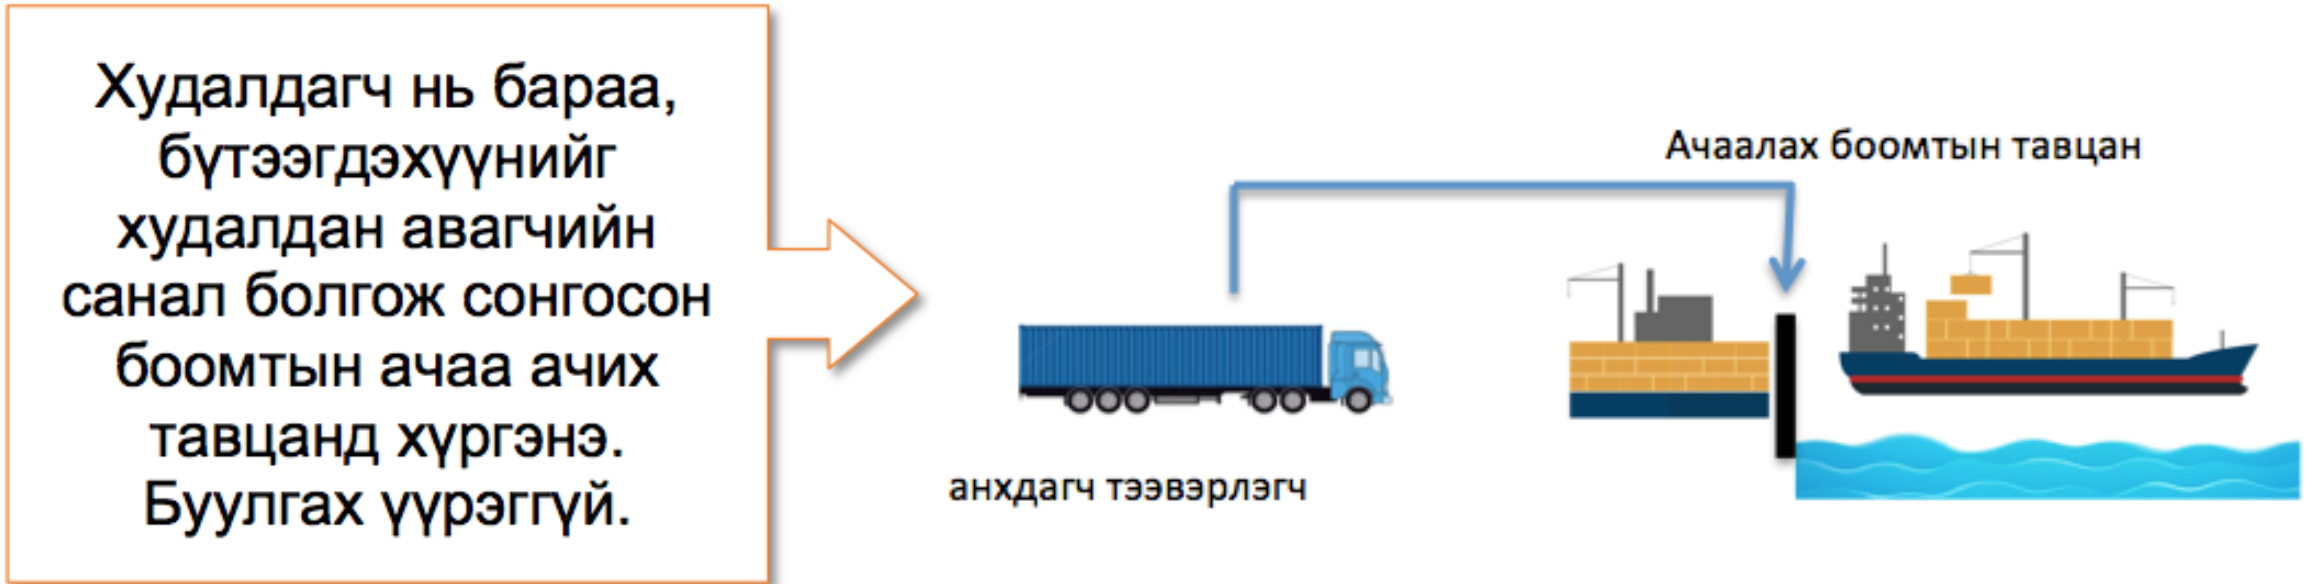 Худалдагч нь бараа,
бүтээгдэхүүнийг
худалдан авагчийн
санал болгож сонгосон
боомтын ачаа ачих
тавцанд хүргэнэ.
Буулгах үүрэггүй.
Ачаалах боомтын тавцан
анхдагч тээвэрлэгч